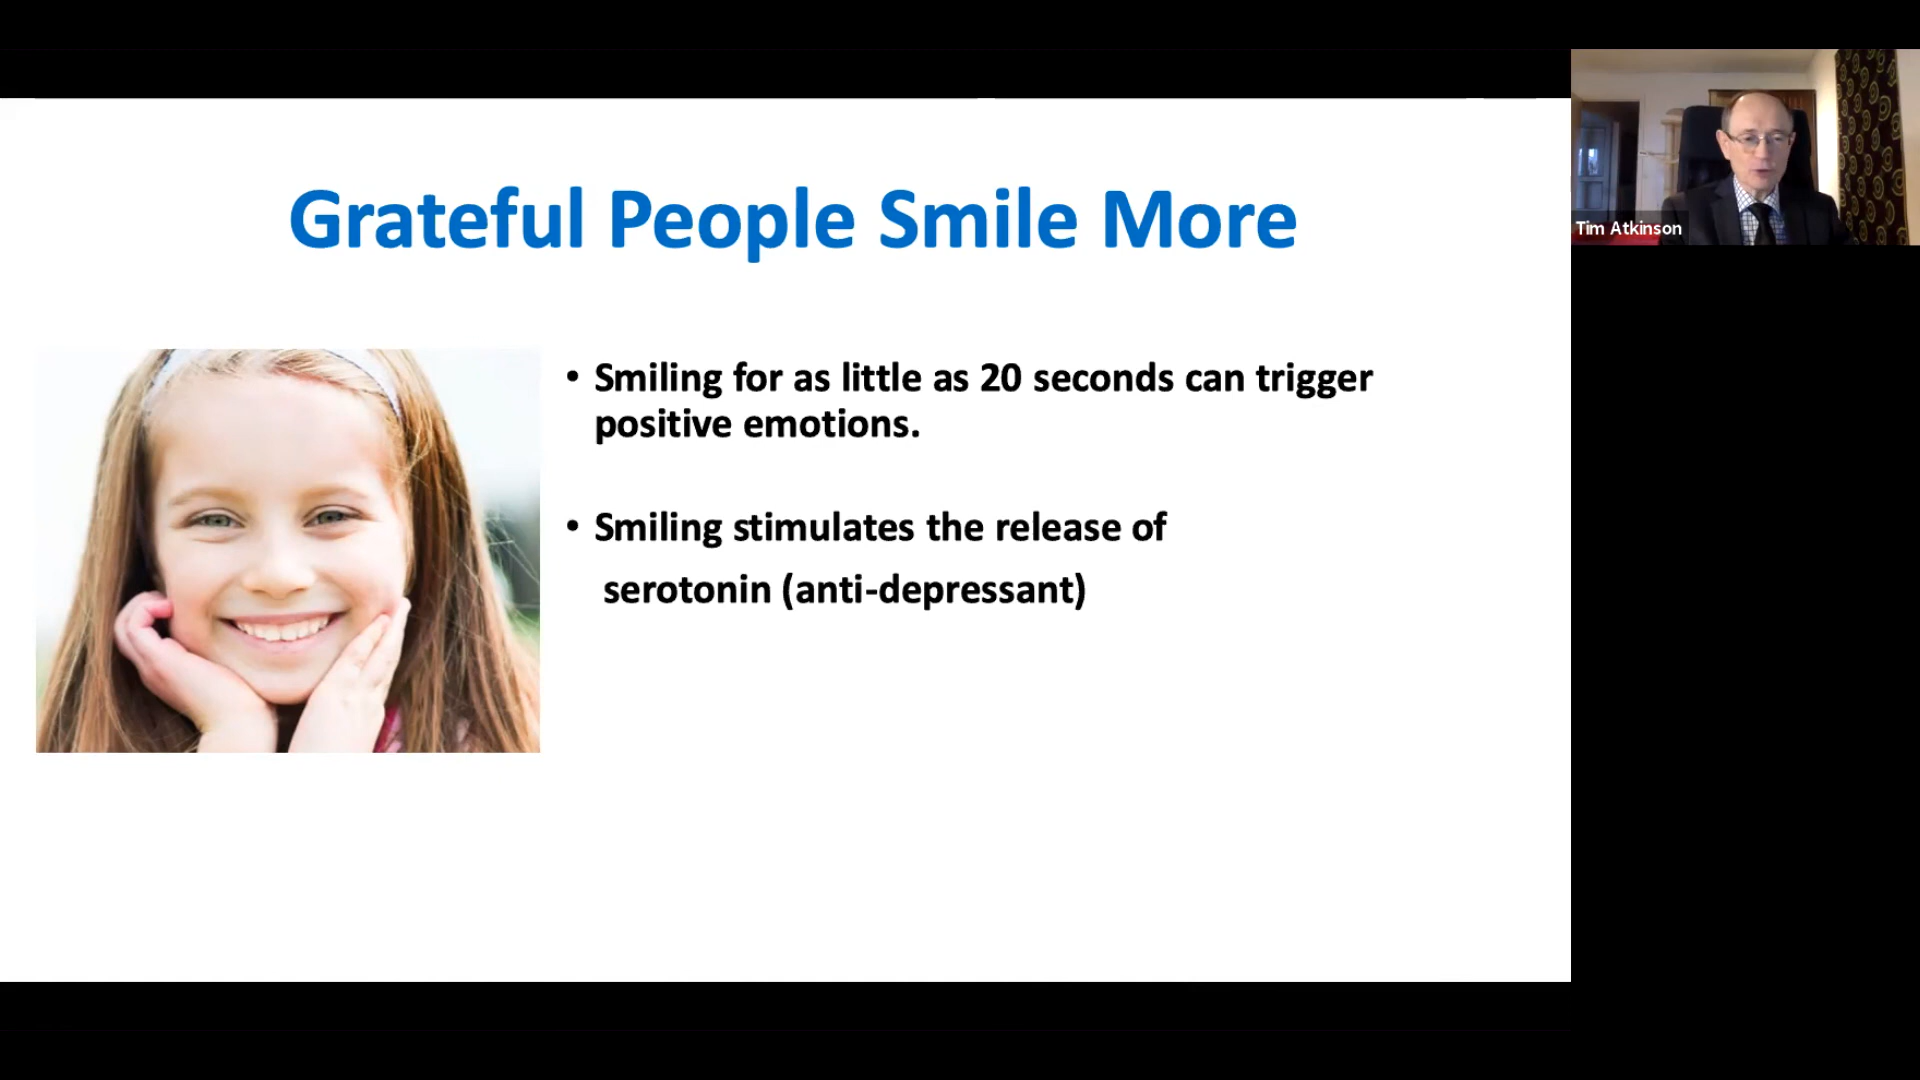 Grateful People Smile More
• Smiling for as little as 20 seconds can trigger
positive emotions.
• Smiling stimulates the release of
serotonin (anti-depressant)
Tim Atkinson